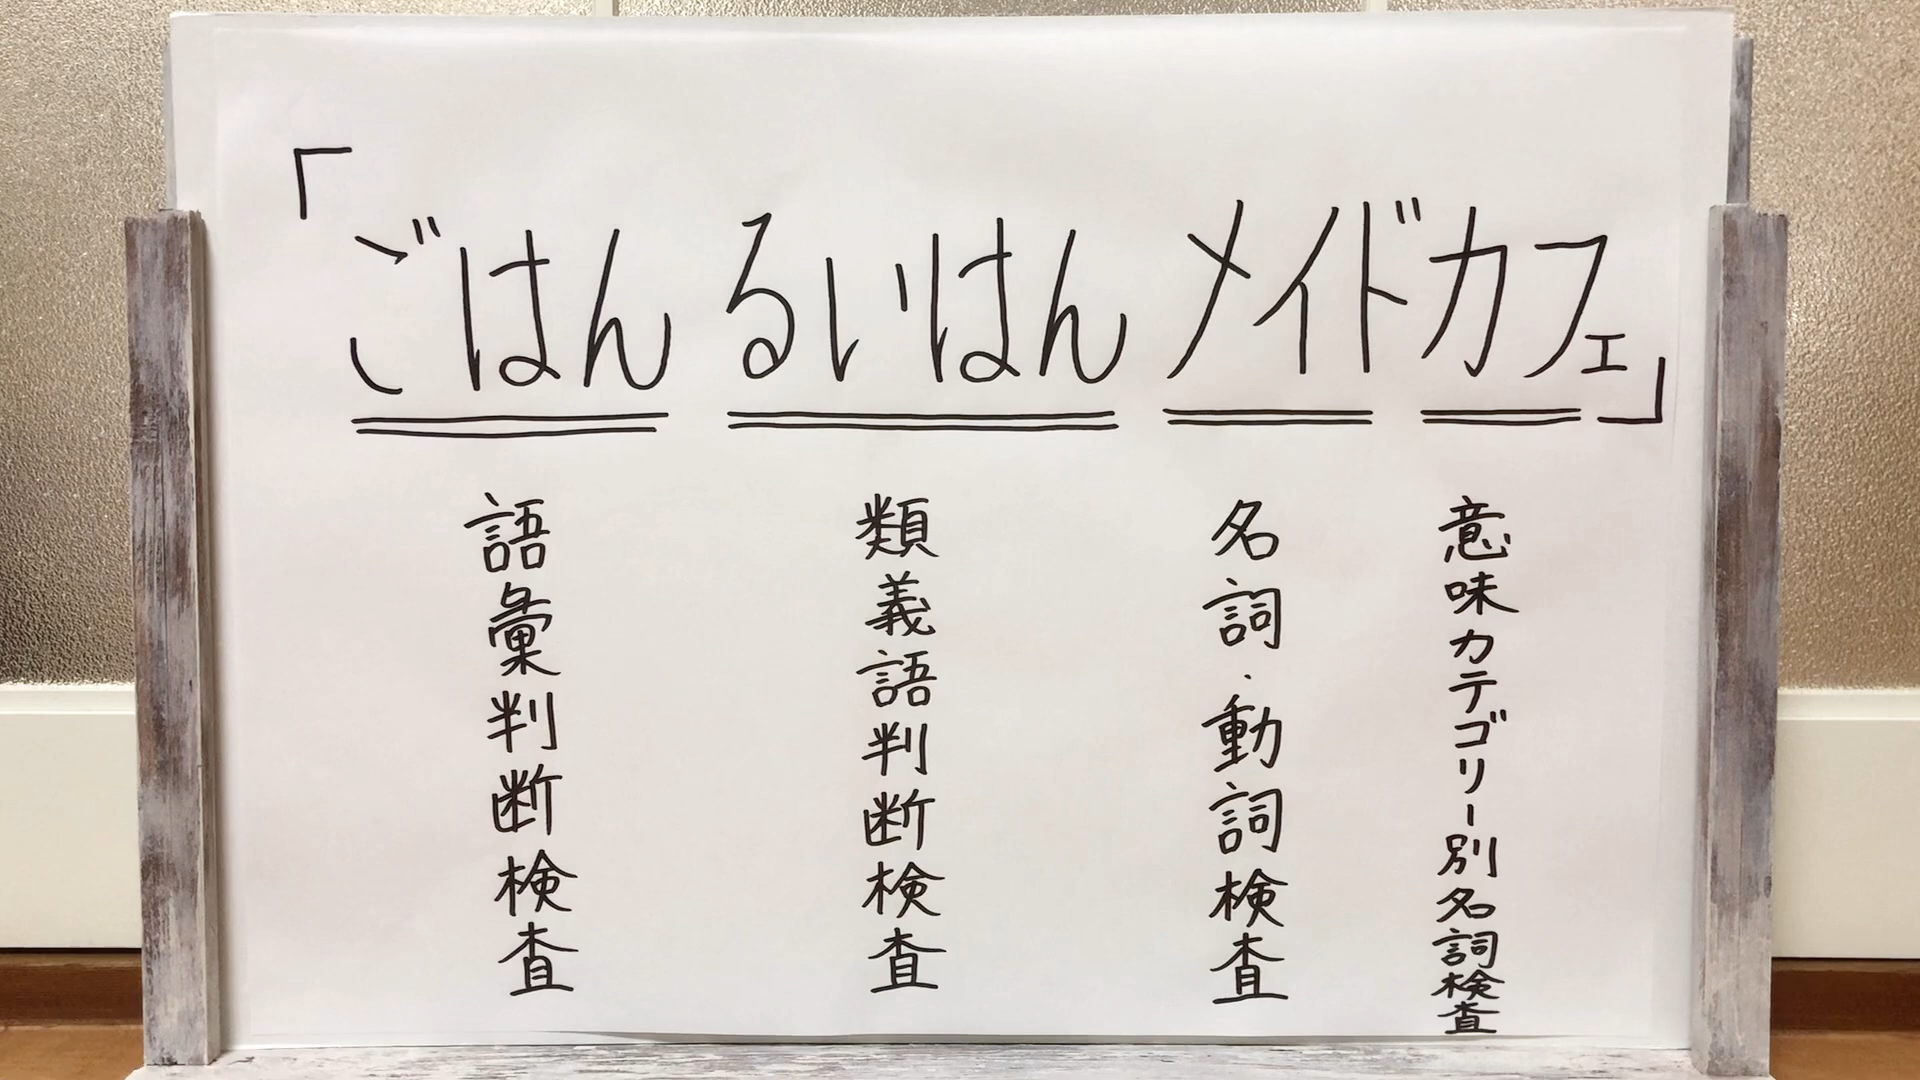 「ごはん るいはん メイド カフェ」
語彙判断検査
類義語判断検査
名詞・動詞検査
意味カテゴリー別名詞検査